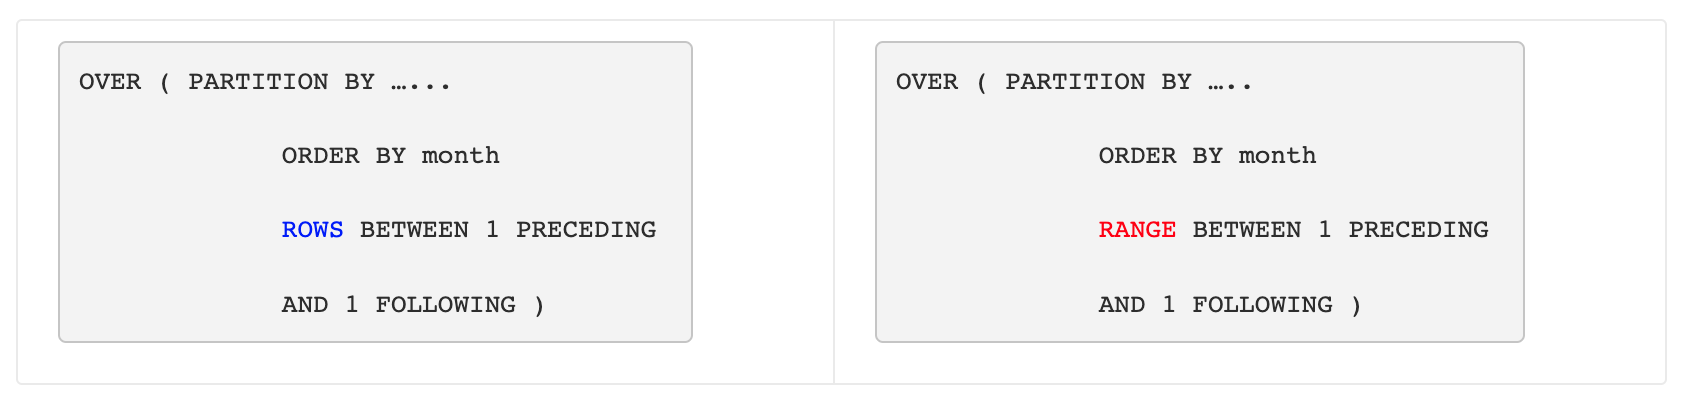 OVER ( PARTITION BY …...
ORDER BY month
ROWS BETWEEN 1 PRECEDING
AND 1 FOLLOWING )
OVER ( PARTITION BY …..
ORDER BY month
RANGE BETWEEN 1 PRECEDING
AND 1 FOLLOWING )